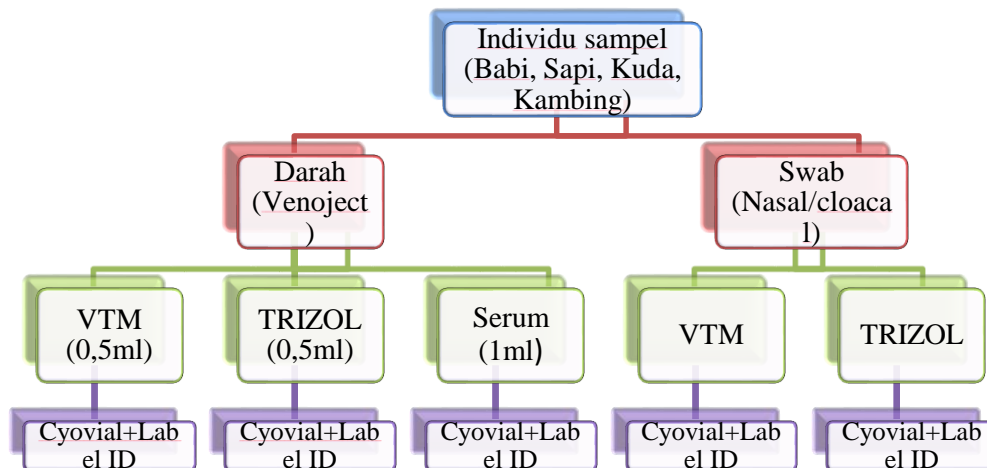 Individu sampel
(Babi, Sapi, Kuda,
Kambing)
Darah
(Venoject
)
Swab
(Nasal/cloaca
l)
VTM
(0,5ml)
TRIZOL
(0,5ml)
Serum
(1ml)
VTM
TRIZOL
Cyovial+Lab
el ID
Cyovial+Lab
el ID
Cyovial+Lab
el ID
Cyovial+Lab
el ID
Cyovial+Lab
el ID